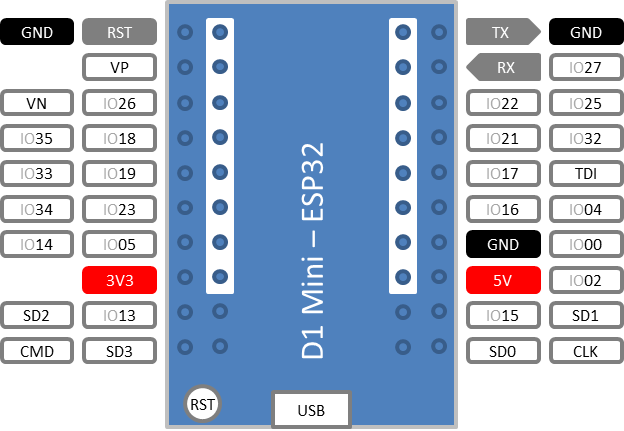 GND RST TX GND
VP RX IO27
VN IO26 IO22 IO25
IO35 IO18 IO21 IO32
IO33 IO19 IO17 TDI
IO34 IO23 IO16 IO04
IO14 IO05 GND IO00
3V3 5V IO02
SD2 IO13 IO15 SD1
CMD SD3 SD0 CLK
D1 Mini – ESP32
RST
USB